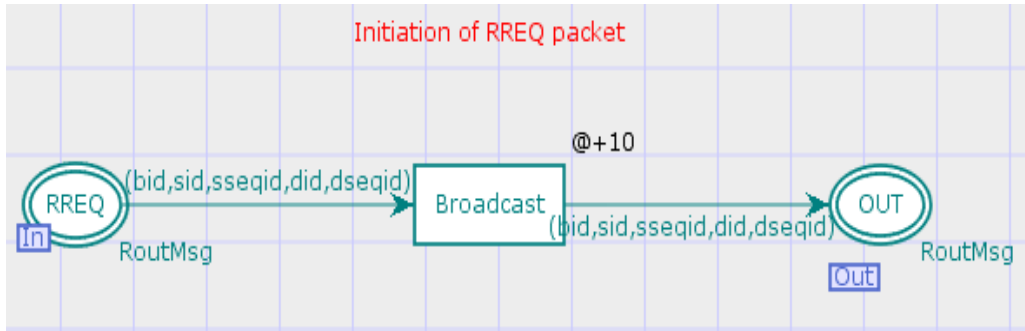 Initiation of RREQ packet
@+10
(bid,sid,sseqid,did,dseqid)
RREQ
Broadcast
OUT
(bid,sid,sseqid,did,dseqid)
In
RoutMsg
RoutMsg
Out